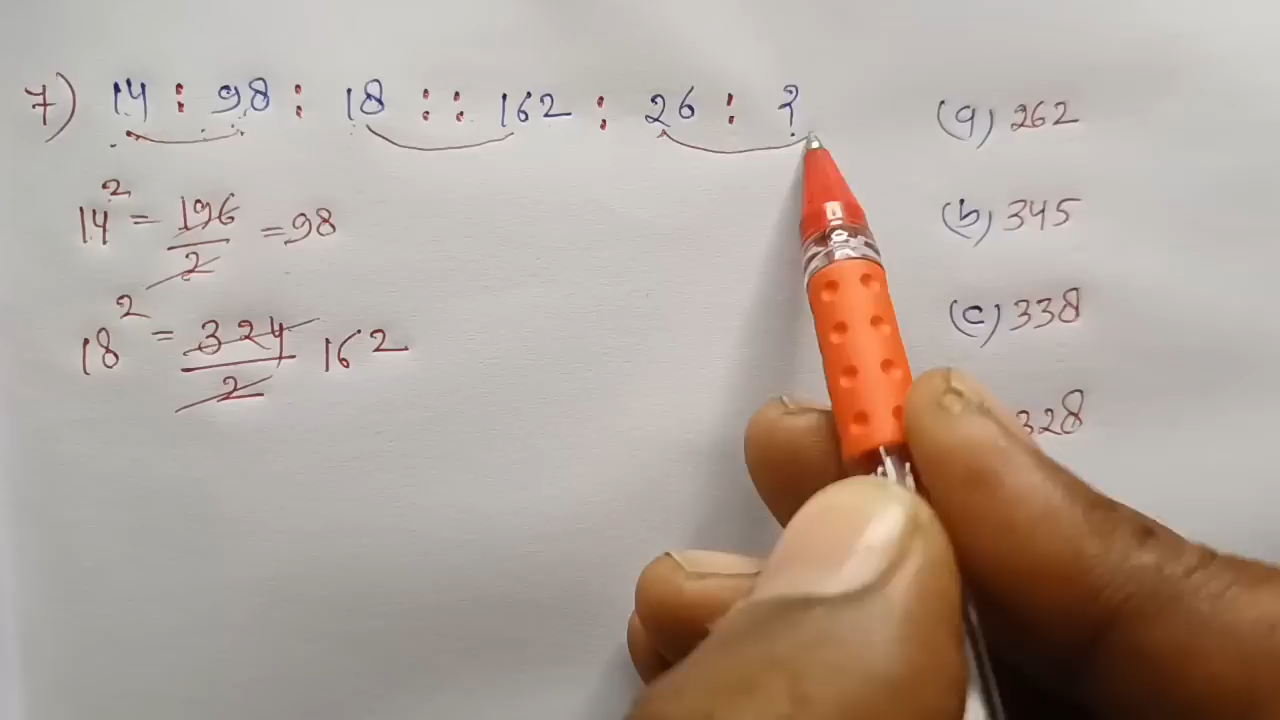 7) 14 : 98 : 18 :: 162 : 26 : ?
(a) 262
(b) 345
(c) 338
328
14² = 196/2 = 98
18² = 324/2 162